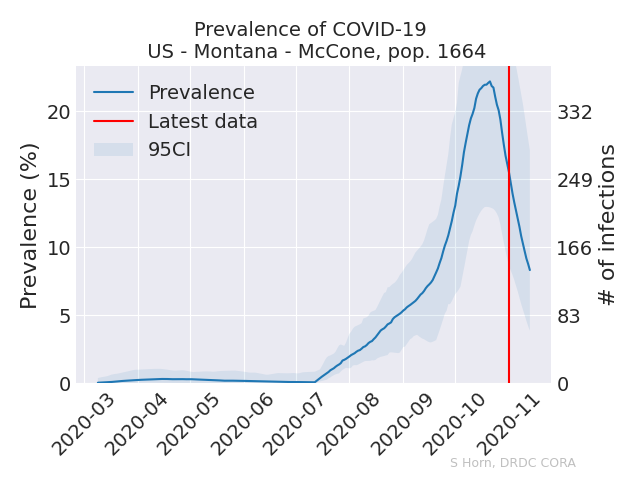 Prevalence of COVID-19
US - Montana - McCone, pop. 1664
Prevalence
Latest data
95CI
Prevalence (%)
20
15
10
5
0
332
249
166
83
0
# of infections
2020-03
2020-04
2020-05
2020-06
2020-07
2020-08
2020-09
2020-10
2020-11
S Horn, DRDC CORA